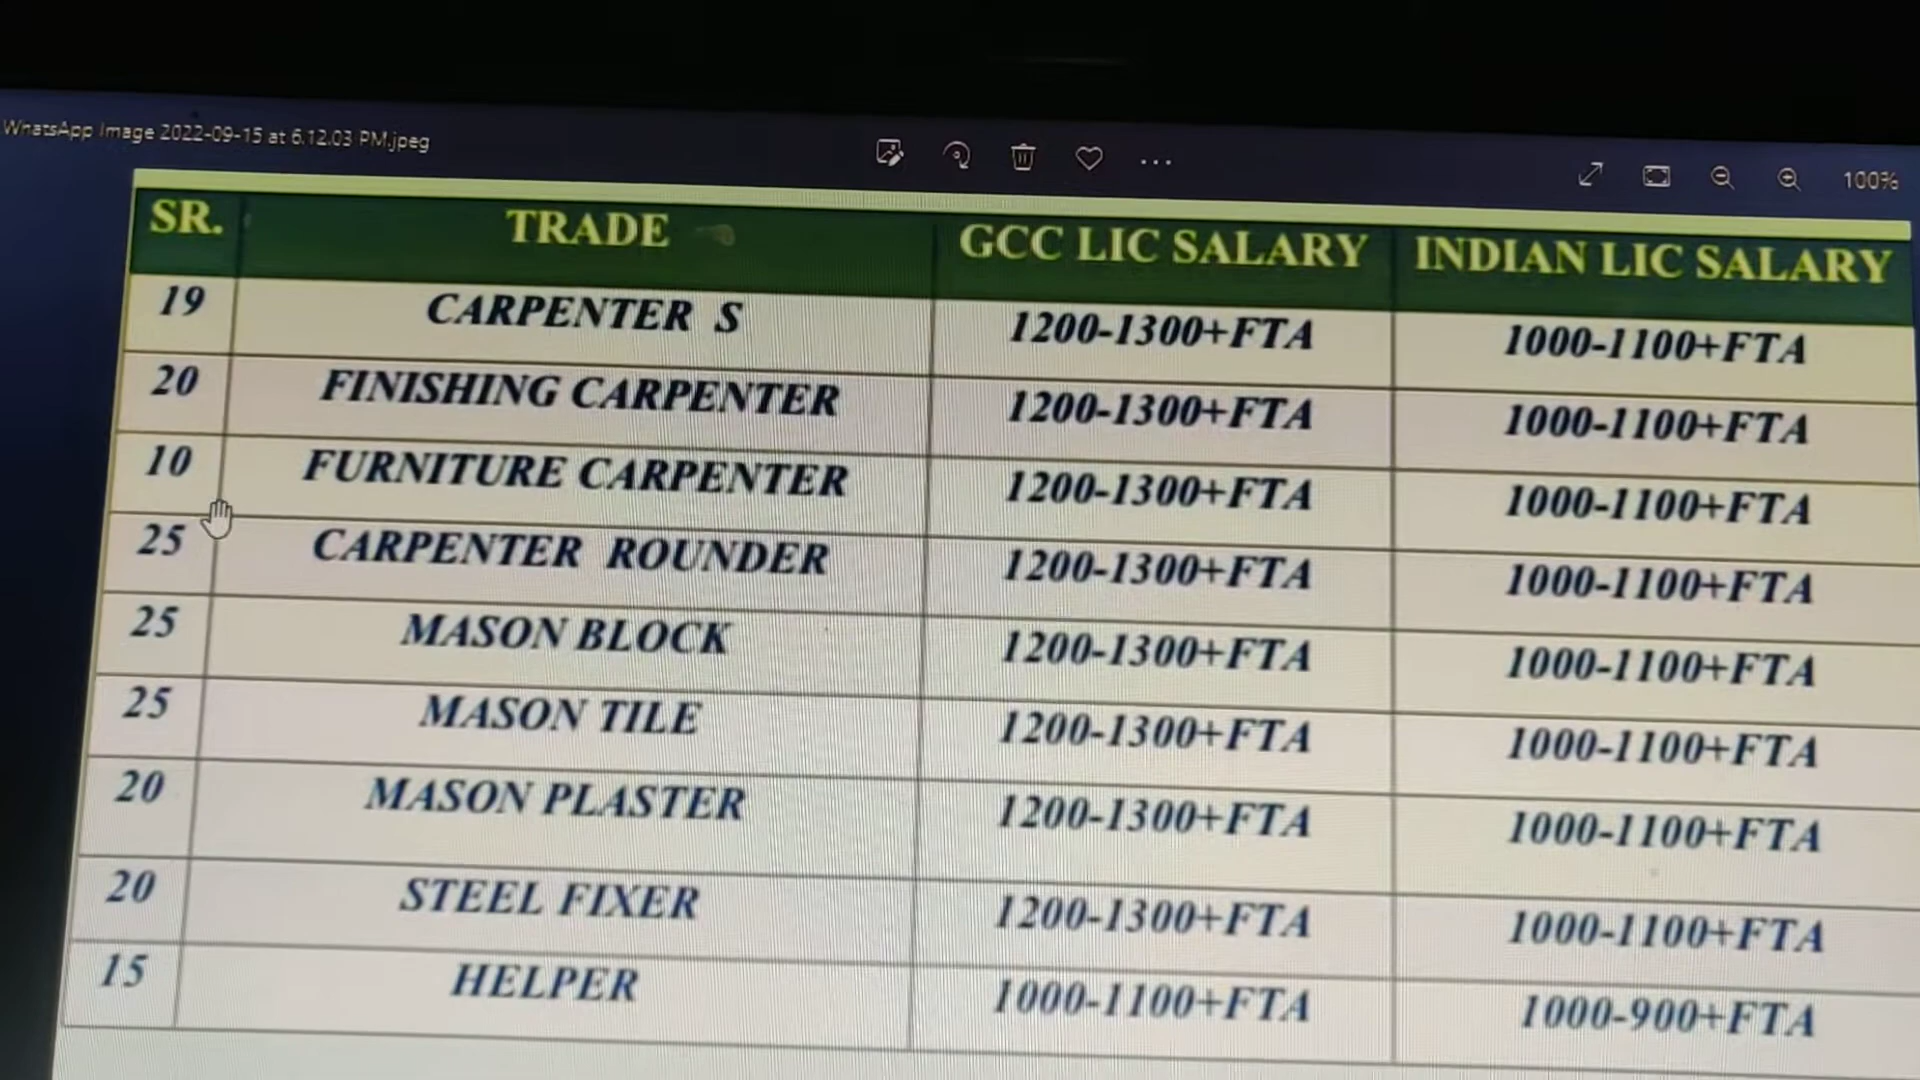 WhatsApp Image 2022-09-15 at 6.12.03 PM.jpeg
100%
SR. TRADE GCC LIC SALARY INDIAN LIC SALARY
19 CARPENTER S 1200-1300+FTA 1000-1100+FTA
20 FINISHING CARPENTER 1200-1300+FTA 1000-1100+FTA
10 FURNITURE CARPENTER 1200-1300+FTA 1000-1100+FTA
25 CARPENTER ROUNDER 1200-1300+FTA 1000-1100+FTA
25 MASON BLOCK 1200-1300+FTA 1000-1100+FTA
25 MASON TILE 1200-1300+FTA 1000-1100+FTA
20 MASON PLASTER 1200-1300+FTA 1000-1100+FTA
20 STEEL FIXER 1200-1300+FTA 1000-1100+FTA
15 HELPER 1000-1100+FTA 1000-900+FTA